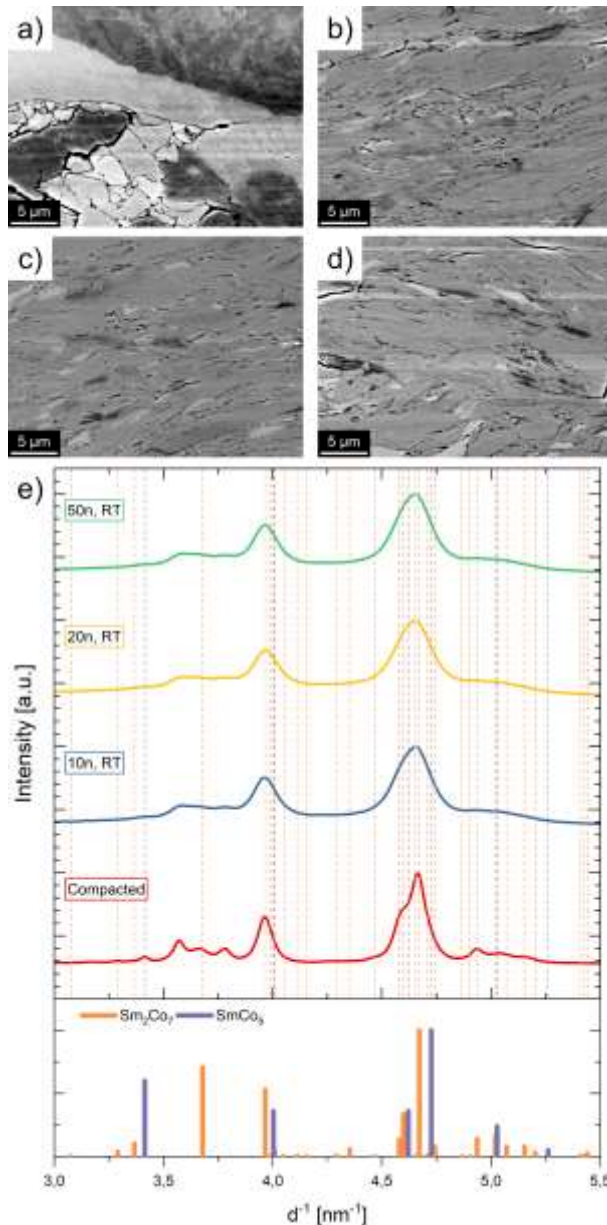 a)
b)
5 μm
5 μm
c)
d)
5 μm
5 μm
e)
50n, RT
20n, RT
10n, RT
Compacted
Intensity [a.u.]
Sm₂Co₇ SmCo₅
3,0 3,5 4,0 4,5 5,0 5,5
d⁻¹ [nm⁻¹]